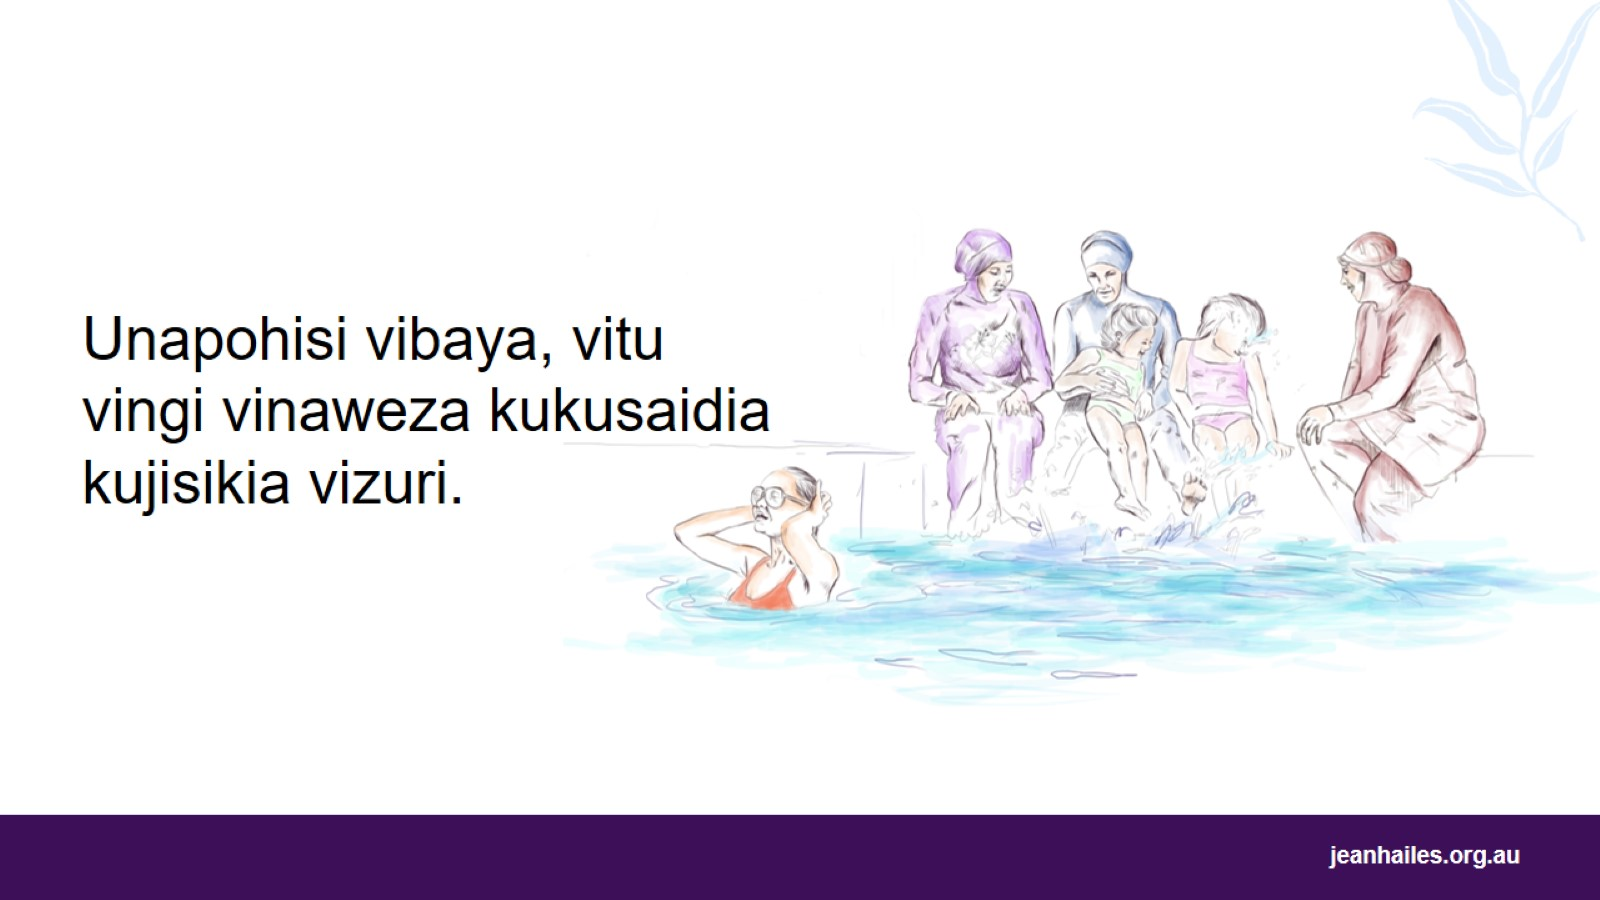 Unapohisi vibaya, vitu
vingi vinaweza kukusaidia
kujisikia vizuri.
jeanhailes.org.au